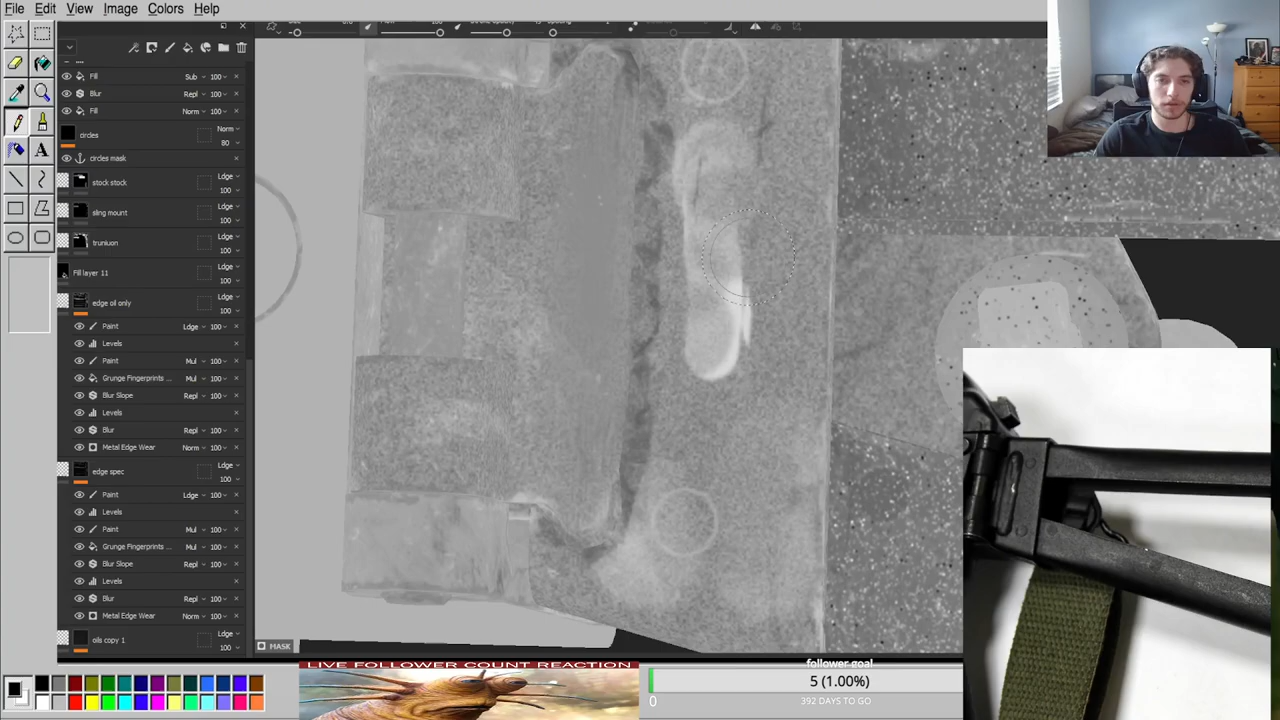 File Edit View Image Colors Help
Fill Sub 100
Blur Repl 100
Fill Norm 100
circles Norm 80
circles mask
stock stock Ldge 100
sling mount Ldge 100
trunuon Ldge 100
Fill layer 11 Ldge 100
edge oil only Ldge 100
Paint Ldge 100
Levels
Paint Mul 100
Grunge Fingerprints ... Mul 100
Blur Slope Repl 100
Levels
Blur Repl 100
Metal Edge Wear Norm 100
edge spec Ldge 100
Paint Ldge 100
Levels
Paint Mul 100
Grunge Fingerprints ... Mul 100
Blur Slope Repl 100
Levels
Blur Repl 100
Metal Edge Wear Norm 100
oils copy 1 Ldge 100
MASK
LIVE FOLLOWER COUNT REACTION
follower goal
5 (1.00%)
0
392 DAYS TO GO